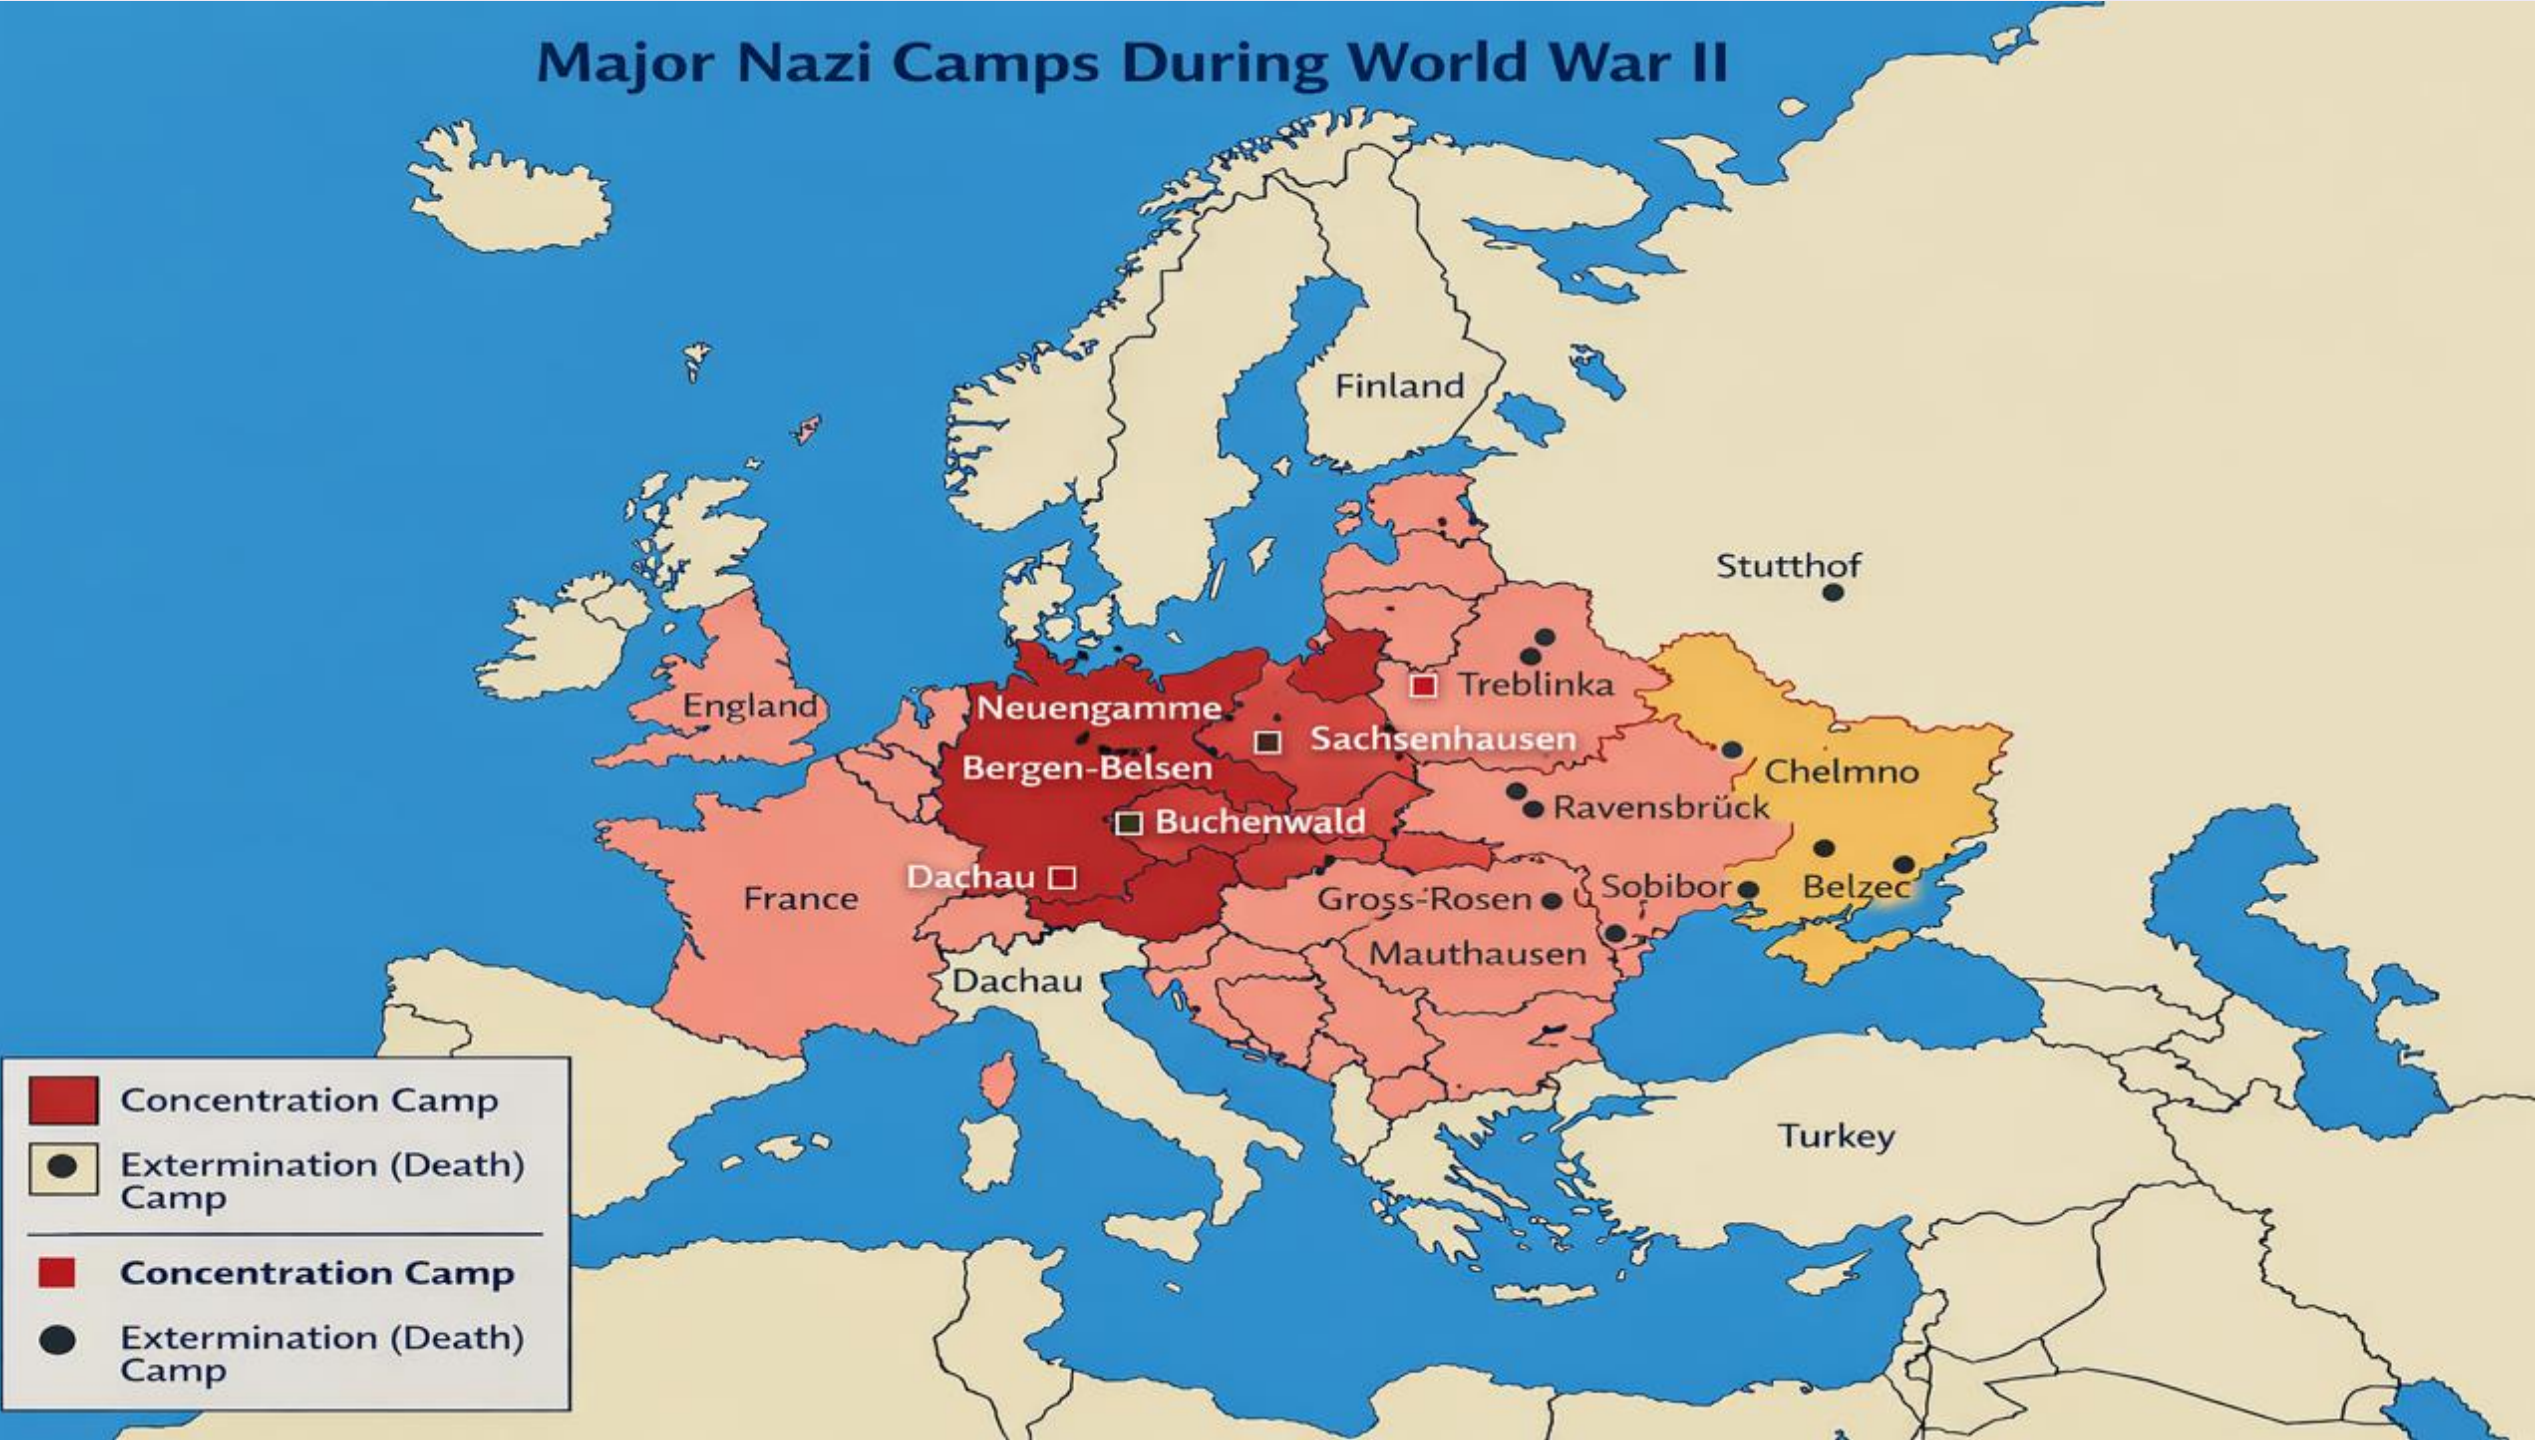 Major Nazi Camps During World War II
Finland
Stutthof
England
Treblinka
Neuengamme
Sachsenhausen
Bergen-Belsen
Chelmno
Ravensbrück
Buchenwald
Dachau
France
Gross-Rosen
Sobibor
Belzec
Mauthausen
Dachau
Turkey
Concentration Camp
Extermination (Death)
Camp
Concentration Camp
Extermination (Death)
Camp